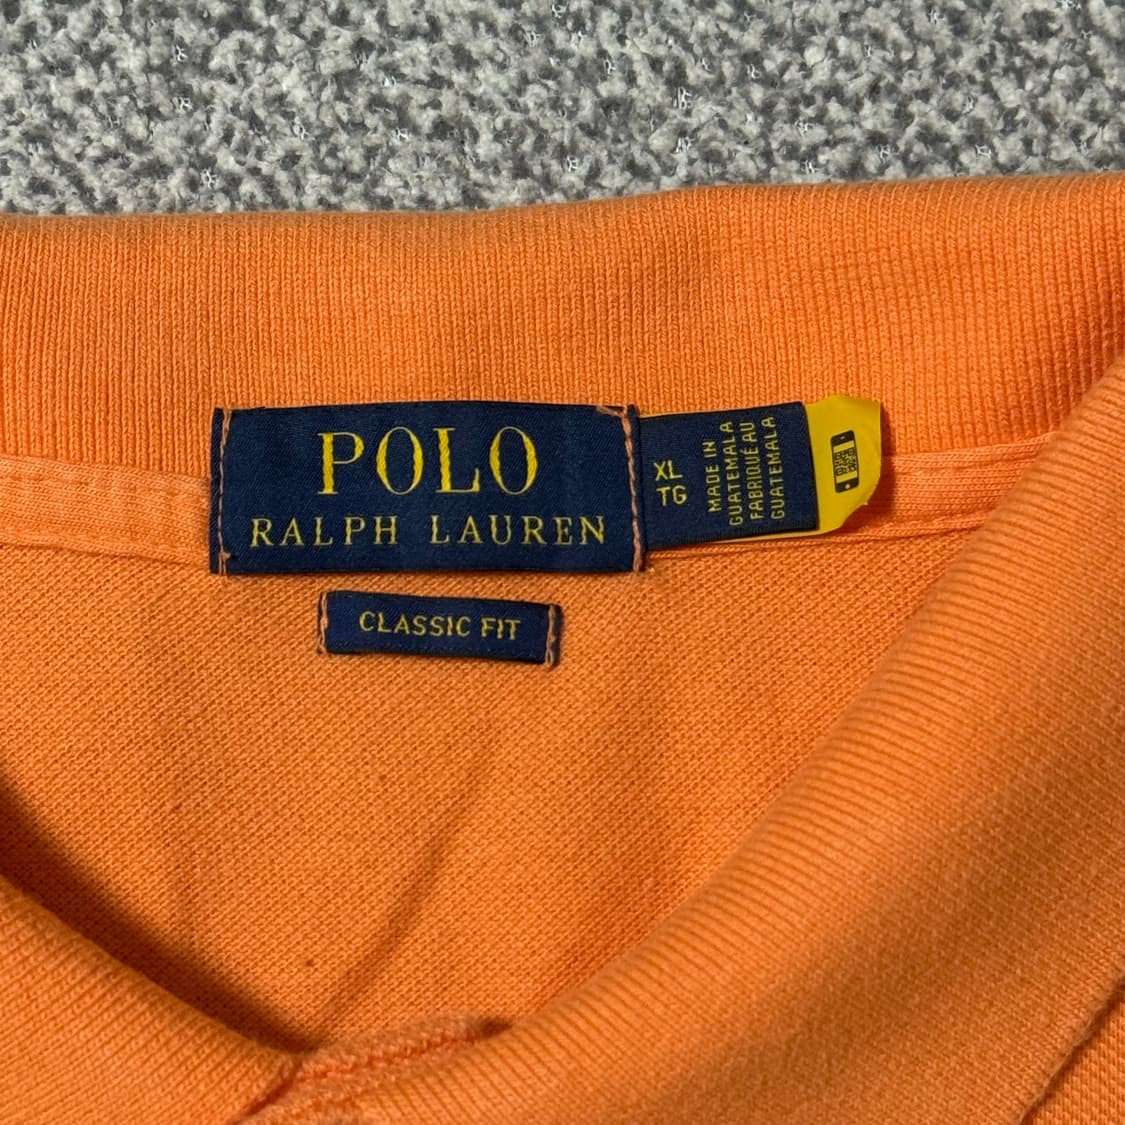 POLO
RALPH LAUREN
XL
TG
MADE IN
GUATEMALA
FABRIQUÉ AU
GUATEMALA
CLASSIC FIT